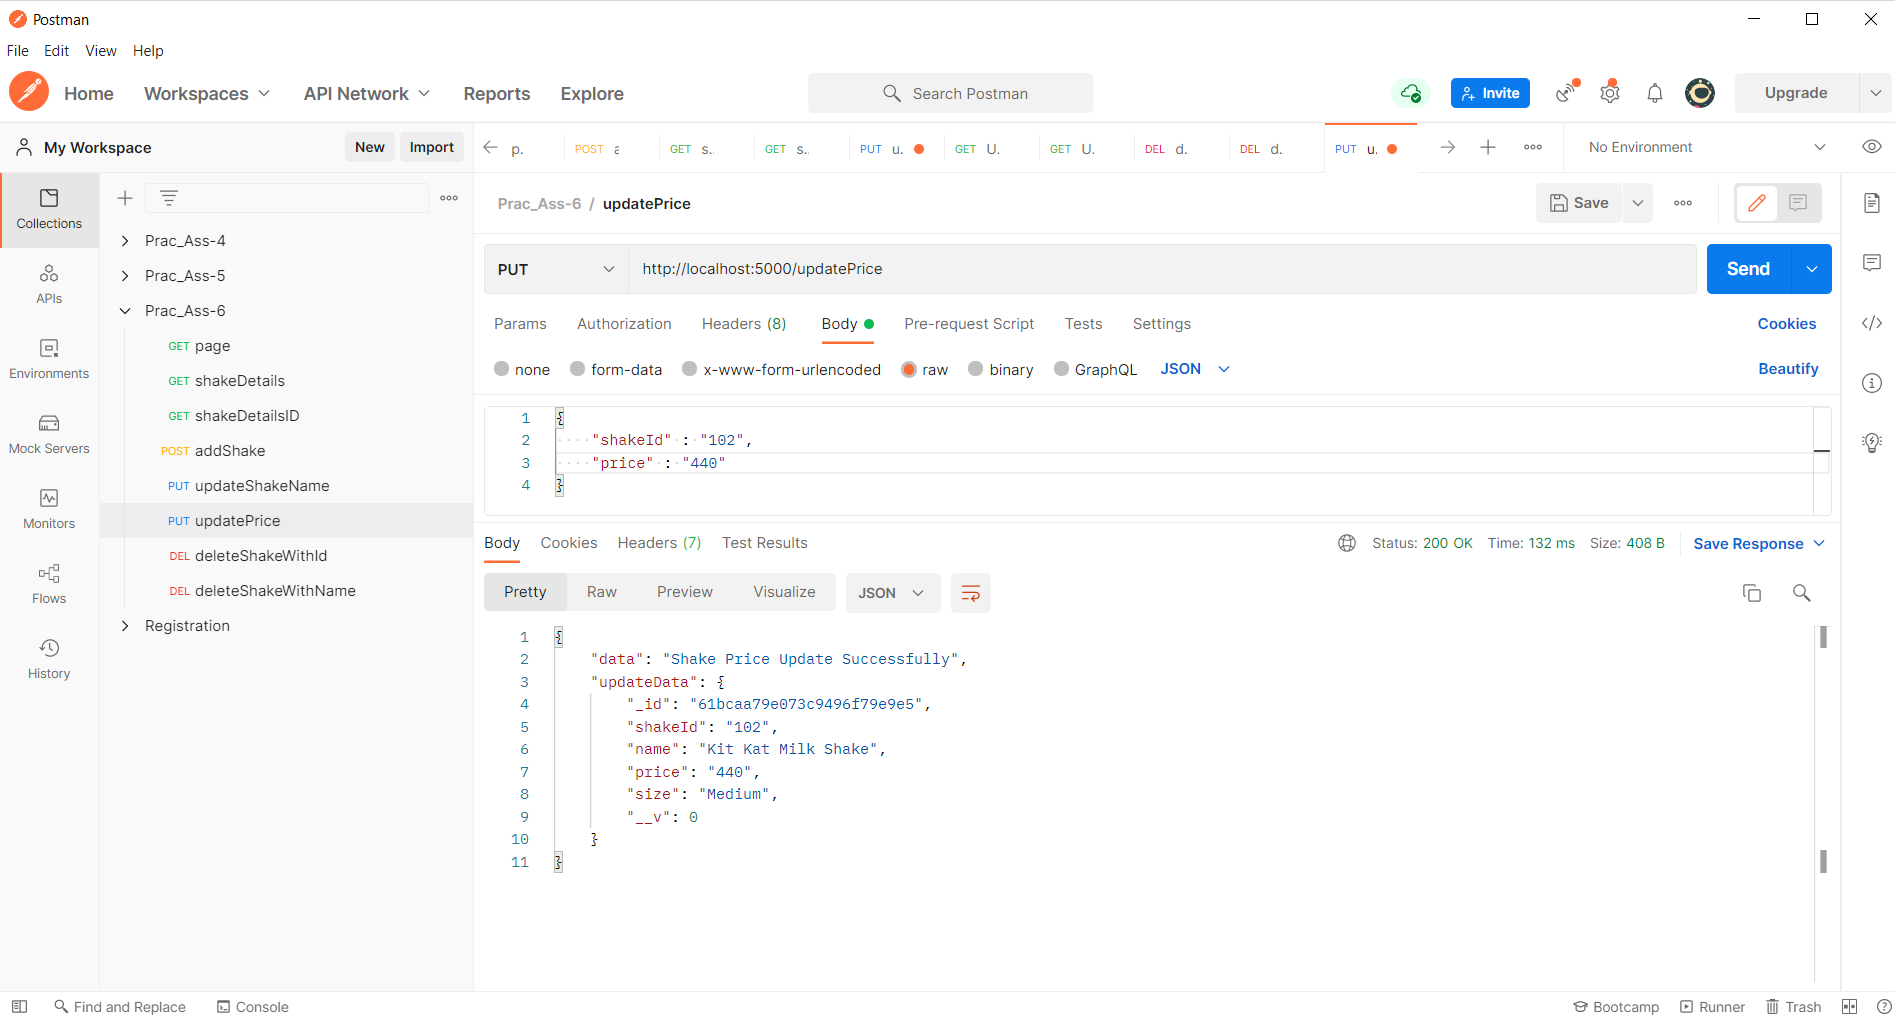 Postman
File Edit View Help
Home Workspaces API Network Reports Explore Search Postman Invite Upgrade
My Workspace New Import
p. POST a GET s.. GET s.. PUT u. GET U. GET U. DEL d. DEL d. PUT u. No Environment
Collections
APIs
Environments
Mock Servers
Monitors
Flows
History
Prac_Ass-4
Prac_Ass-5
Prac_Ass-6
GET page
GET shakeDetails
GET shakeDetailsID
POST addShake
PUT updateShakeName
PUT updatePrice
DEL deleteShakeWithId
DEL deleteShakeWithName
Registration
Prac_Ass-6 / updatePrice Save
PUT http://localhost:5000/updatePrice Send
Params Authorization Headers (8) Body Pre-request Script Tests Settings Cookies
none form-data x-www-form-urlencoded raw binary GraphQL JSON Beautify
1 {
2 ····"shakeId"·:·"102",
3 ····"price"·:·"440"
4 }
Body Cookies Headers (7) Test Results Status: 200 OK Time: 132 ms Size: 408 B Save Response
Pretty Raw Preview Visualize JSON
1 {
2 "data": "Shake Price Update Successfully",
3 "updateData": {
4 "_id": "61bcaa79e073c9496f79e9e5",
5 "shakeId": "102",
6 "name": "Kit Kat Milk Shake",
7 "price": "440",
8 "size": "Medium",
9 "__v": 0
10 }
11 }
Find and Replace Console Bootcamp Runner Trash